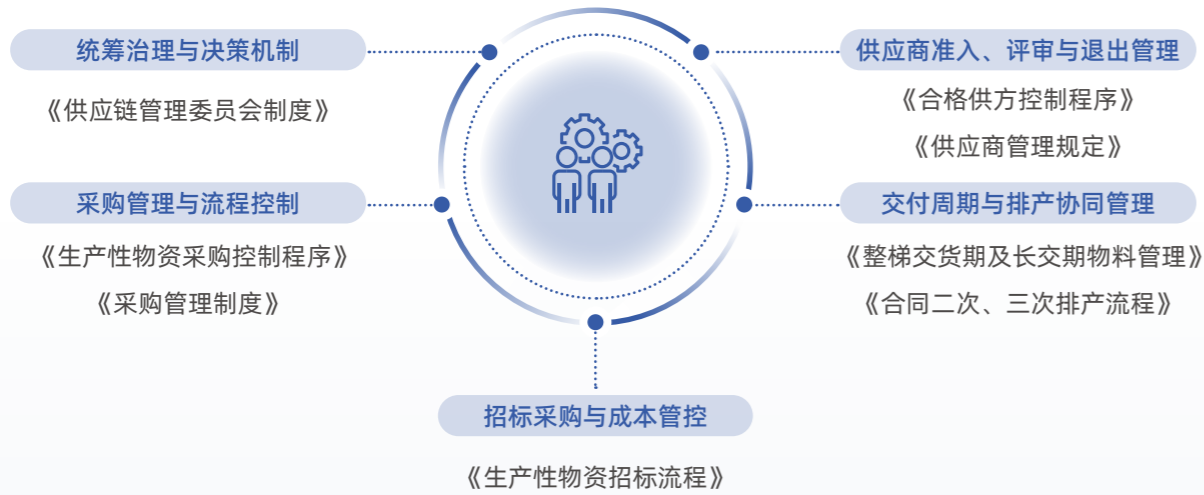 统筹治理与决策机制
《供应链管理委员会制度》
采购管理与流程控制
《生产性物资采购控制程序》
《采购管理制度》
供应商准入、评审与退出管理
《合格供方控制程序》
《供应商管理规定》
交付周期与排产协同管理
《整梯交货期及长交期物料管理》
《合同二次、三次排产流程》
招标采购与成本管控
《生产性物资招标流程》